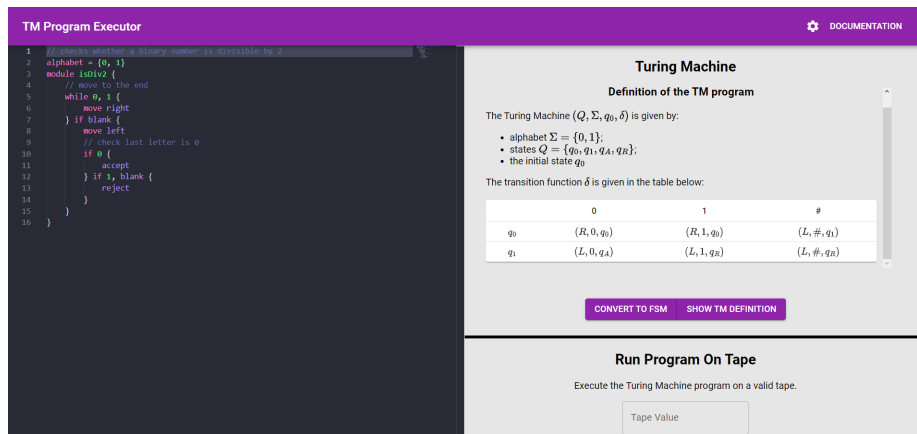 TM Program Executor
DOCUMENTATION
1 // checks whether a binary number is divisible by 2
2 alphabet = {0, 1}
3 module isDiv2 {
4 // move to the end
5 while 0, 1 {
6 move right
7 } if blank {
8 move left
9 // check last letter is 0
10 if 0 {
11 accept
12 } if 1, blank {
13 reject
14 }
15 }
16 }
Turing Machine
Definition of the TM program
The Turing Machine (Q, Σ, q₀, δ) is given by:
• alphabet Σ = {0, 1};
• states Q = {q₀, q₁, q_A, q_R};
• the initial state q₀
The transition function δ is given in the table below:
0 1 #
q₀ (R, 0, q₀) (R, 1, q₀) (L, #, q₁)
q₁ (L, 0, q_A) (L, 1, q_R) (L, #, q_R)
CONVERT TO FSM SHOW TM DEFINITION
Run Program On Tape
Execute the Turing Machine program on a valid tape.
Tape Value